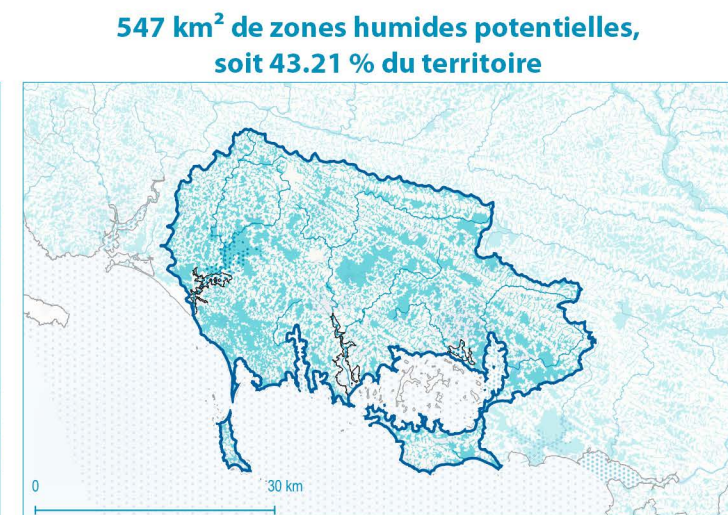 547 km² de zones humides potentielles,
soit 43.21 % du territoire
0 30 km